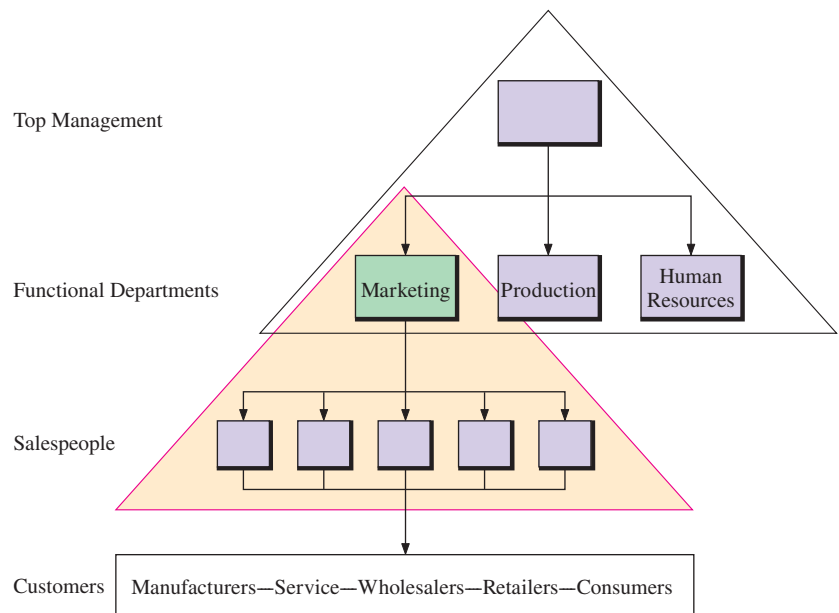 Top Management
Functional Departments
Marketing
Production
Human
Resources
Salespeople
Customers
Manufacturers—Service—Wholesalers—Retailers—Consumers